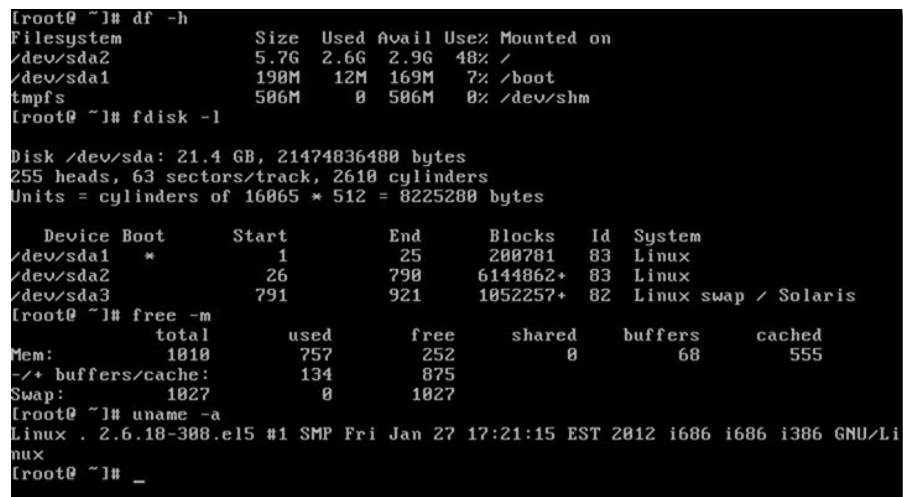 [root@ ~]# df -h
Filesystem            Size  Used Avail Use% Mounted on
/dev/sda2             5.7G  2.6G  2.9G  48% /
/dev/sda1             190M   12M  169M   7% /boot
tmpfs                 506M     0  506M   0% /dev/shm
[root@ ~]# fdisk -l

Disk /dev/sda: 21.4 GB, 21474836480 bytes
255 heads, 63 sectors/track, 2610 cylinders
Units = cylinders of 16065 * 512 = 8225280 bytes

   Device Boot      Start         End      Blocks   Id  System
/dev/sda1   *           1          25      200781   83  Linux
/dev/sda2              26         790     6144862+  83  Linux
/dev/sda3             791         921     1052257+  82  Linux swap / Solaris
[root@ ~]# free -m
             total       used       free     shared    buffers     cached
Mem:          1010        757        252          0         68        555
-/+ buffers/cache:        134        875
Swap:         1027          0       1027
[root@ ~]# uname -a
Linux . 2.6.18-308.el5 #1 SMP Fri Jan 27 17:21:15 EST 2012 i686 i686 i386 GNU/Li
nux
[root@ ~]# _